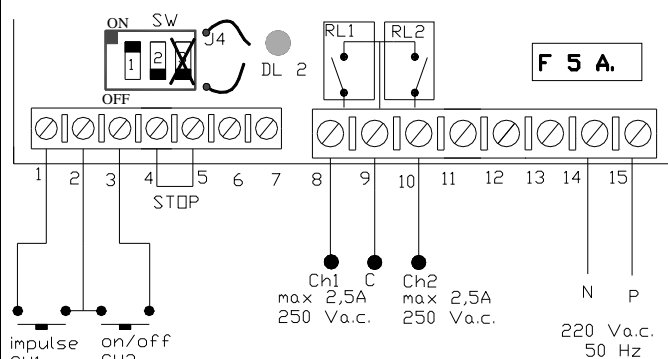 ON SW
J4
RL1 RL2
1 2
DL 2
F 5 A.
OFF
1 2 3 4 5 6 7 8 9 10 11 12 13 14 15
STOP
Ch1 C Ch2
max 2,5A max 2,5A
250 Va.c. 250 Va.c.
N P
220 Va.c.
50 Hz
impulse on/off